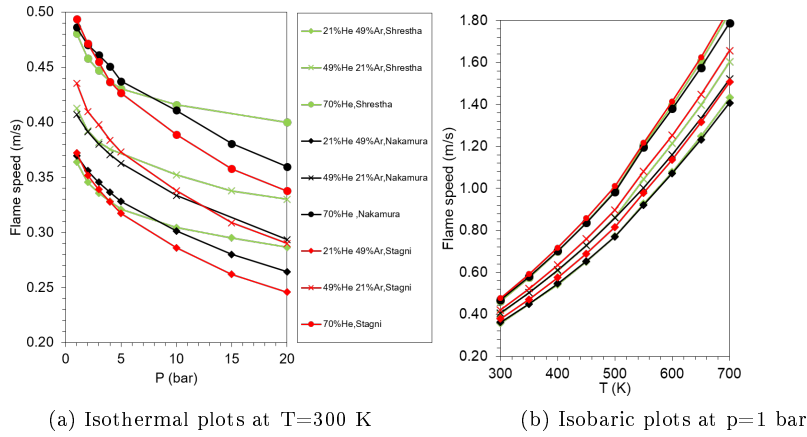 0.50
0.45
0.40
0.35
0.30
0.25
0.20
Flame speed (m/s)
0
5
10
15
20
P (bar)
21%He 49%Ar,Shrestha
49%He 21%Ar,Shrestha
70%He,Shrestha
21%He 49%Ar,Nakamura
49%He 21%Ar,Nakamura
70%He ,Nakamura
21%He 49%Ar,Stagni
49%He 21%Ar,Stagni
70%He,Stagni
1.80
1.60
1.40
1.20
1.00
0.80
0.60
0.40
0.20
Flame speed (m/s)
300
350
400
450
500
550
600
650
700
T (K)
(a) Isothermal plots at T=300 K
(b) Isobaric plots at p=1 bar